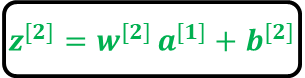 z^[2] = w^[2] a^[1] + b^[2]